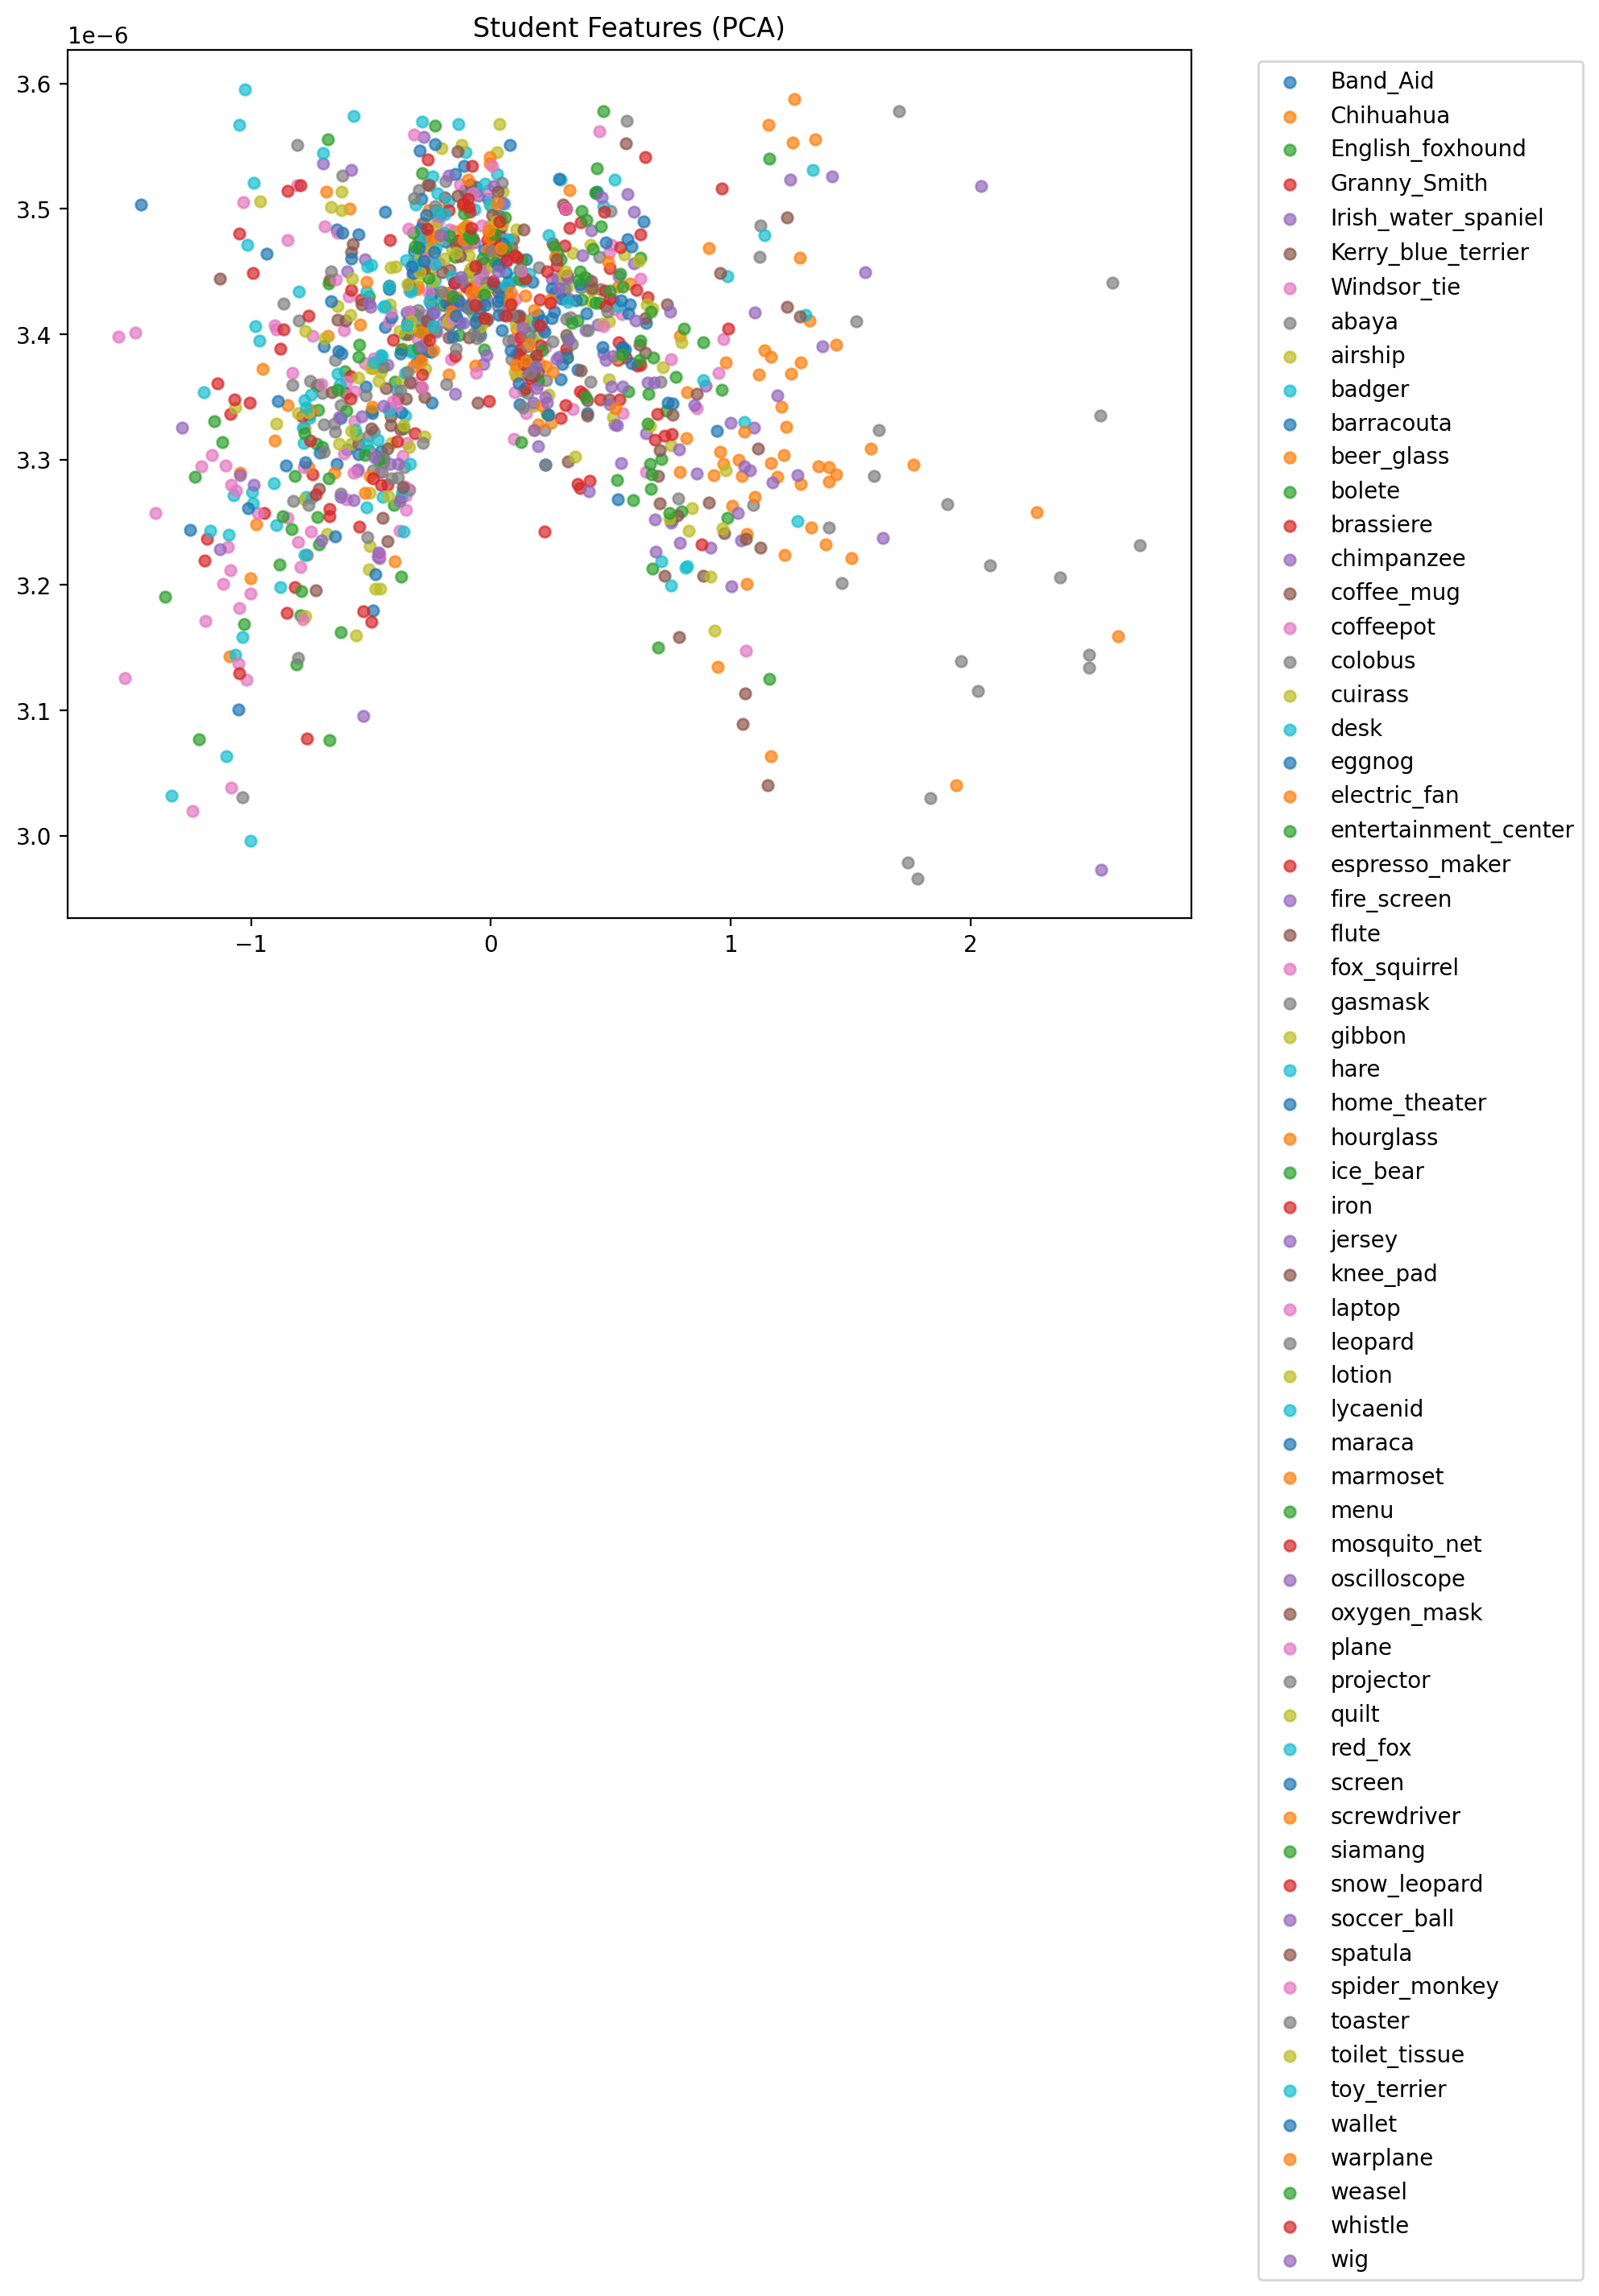 Student Features (PCA)
1e−6
3.6
3.5
3.4
3.3
3.2
3.1
3.0
−1
0
1
2
Band_Aid
Chihuahua
English_foxhound
Granny_Smith
Irish_water_spaniel
Kerry_blue_terrier
Windsor_tie
abaya
airship
badger
barracouta
beer_glass
bolete
brassiere
chimpanzee
coffee_mug
coffeepot
colobus
cuirass
desk
eggnog
electric_fan
entertainment_center
espresso_maker
fire_screen
flute
fox_squirrel
gasmask
gibbon
hare
home_theater
hourglass
ice_bear
iron
jersey
knee_pad
laptop
leopard
lotion
lycaenid
maraca
marmoset
menu
mosquito_net
oscilloscope
oxygen_mask
plane
projector
quilt
red_fox
screen
screwdriver
siamang
snow_leopard
soccer_ball
spatula
spider_monkey
toaster
toilet_tissue
toy_terrier
wallet
warplane
weasel
whistle
wig